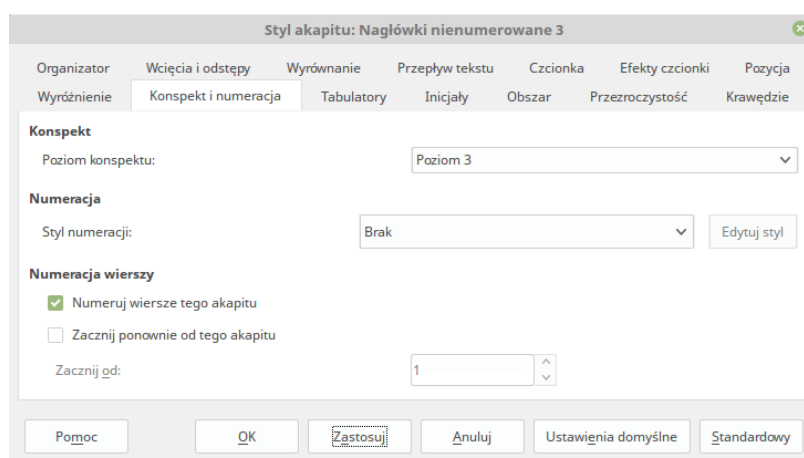 Styl akapitu: Nagłówki nienumerowane 3
Organizator Wcięcia i odstępy Wyrównanie Przepływ tekstu Czcionka Efekty czcionki Pozycja
Wyróżnienie Konspekt i numeracja Tabulatory Inicjały Obszar Przezroczystość Krawędzie
Konspekt
Poziom konspektu: Poziom 3
Numeracja
Styl numeracji: Brak Edytuj styl
Numeracja wierszy
Numeruj wiersze tego akapitu
Zacznij ponownie od tego akapitu
Zacznij od: 1
Pomoc OK Zastosuj Anuluj Ustawienia domyślne Standardowy